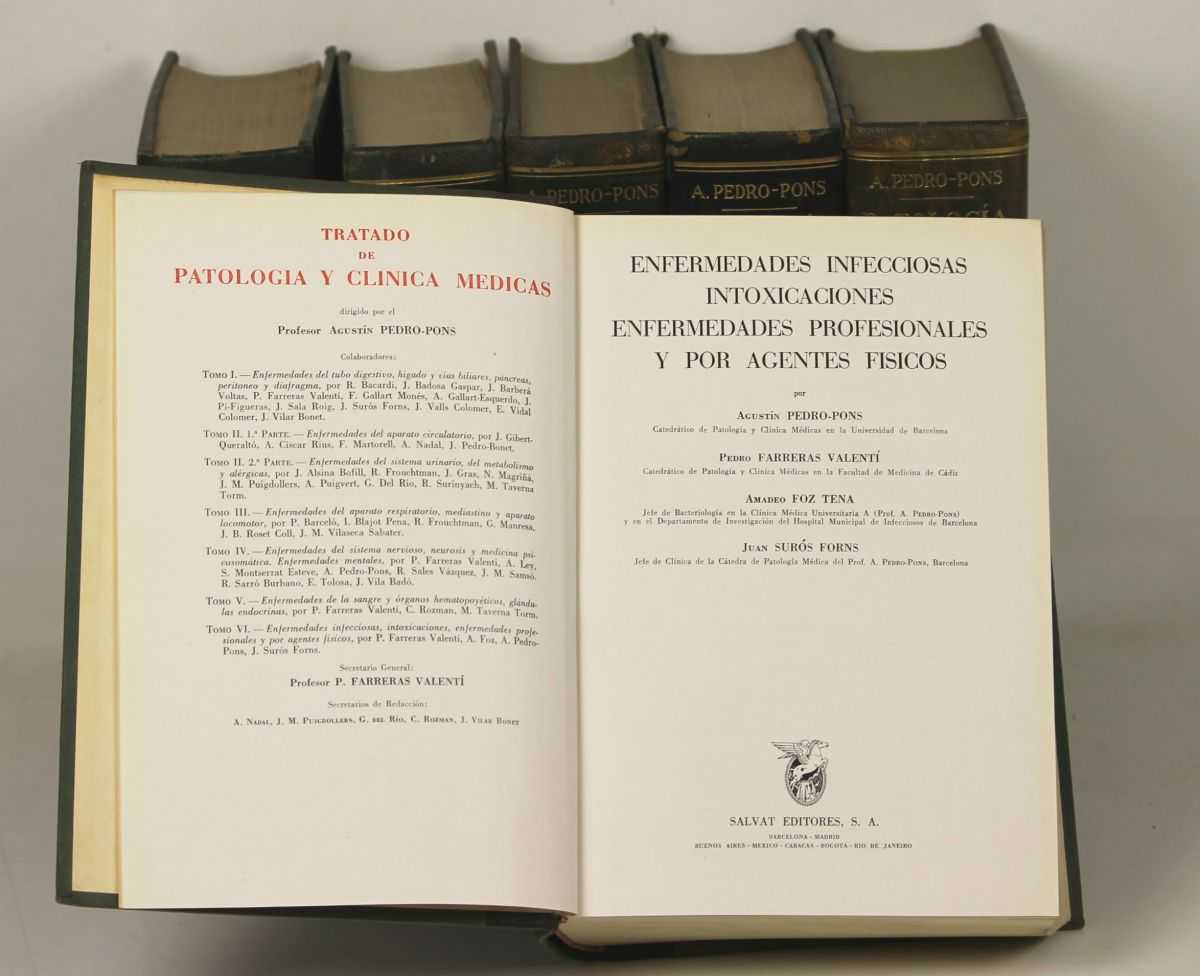 A. PEDRO-PONS
A. PEDRO-PONS
A. PEDRO-PONS
PATOLOGÍA
TRATADO
DE
PATOLOGIA Y CLINICA MEDICAS
dirigido por el
Profesor AGUSTÍN PEDRO-PONS
Colaboradores:
TOMO I. — Enfermedades del tubo digestivo, hígado y vías biliares, páncreas,
peritoneo y diafragma, por R. Bacardí, J. Badosa Gaspar, J. Barberá
Voltas, P. Farreras Valentí, F. Gallart Monés, A. Gallart-Esquerdo, J.
Pi-Figueras, J. Sala Roig, J. Surós Forns, J. Valls Colomer, E. Vidal
Colomer, J. Vilar Bonet.
TOMO II. 1.ª PARTE. — Enfermedades del aparato circulatorio, por J. Gibert-
Queraltó, A. Ciscar Rius, F. Martorell, A. Nadal, J. Pedro-Bonet.
TOMO II. 2.ª PARTE. — Enfermedades del sistema urinario, del metabolismo
y alérgicas, por J. Alsina Bofill, R. Frouchtman, J. Gras, N. Magriñá,
J. M. Puigdollers, A. Puigvert, G. Del Río, R. Surinyach, M. Taverna
Torm.
TOMO III. — Enfermedades del aparato respiratorio, mediastino y aparato
locomotor, por P. Barceló, I. Blajot Pena, R. Frouchtman, G. Manresa,
J. B. Roset Coll, J. M. Vilaseca Sabater.
TOMO IV. — Enfermedades del sistema nervioso, neurosis y medicina psi-
cosomática. Enfermedades mentales, por P. Farreras Valentí, A. Ley,
S. Montserrat Esteve, A. Pedro-Pons, R. Sales Vázquez, J. M. Samsó,
R. Sarró Burbano, E. Tolosa, J. Vila Badó.
TOMO V. — Enfermedades de la sangre y órganos hematopoyéticos, glándu-
las endocrinas, por P. Farreras Valentí, C. Rozman, M. Taverna Torm.
TOMO VI. — Enfermedades infecciosas, intoxicaciones, enfermedades profe-
sionales y por agentes físicos, por P. Farreras Valentí, A. Foz, A. Pedro-
Pons, J. Surós Forns.
Secretario General:
Profesor P. FARRERAS VALENTÍ
Secretarios de Redacción:
A. NADAL, J. M. PUIGDOLLERS, G. DEL RÍO, C. ROZMAN, J. VILAR BONET
ENFERMEDADES INFECCIOSAS
INTOXICACIONES
ENFERMEDADES PROFESIONALES
Y POR AGENTES FISICOS
por
AGUSTÍN PEDRO-PONS
Catedrático de Patología y Clínica Médicas en la Universidad de Barcelona
PEDRO FARRERAS VALENTÍ
Catedrático de Patología y Clínica Médicas en la Facultad de Medicina de Cádiz
AMADEO FOZ TENA
Jefe de Bacteriología en la Clínica Médica Universitaria A (Prof. A. PEDRO-PONS)
y en el Departamento de Investigación del Hospital Municipal de Infecciosos de Barcelona
JUAN SURÓS FORNS
Jefe de Clínica de la Cátedra de Patología Médica del Prof. A. PEDRO-PONS, Barcelona
SALVAT EDITORES, S. A.
BARCELONA - MADRID
BUENOS AIRES - MEXICO - CARACAS - BOGOTA - RIO DE JANEIRO